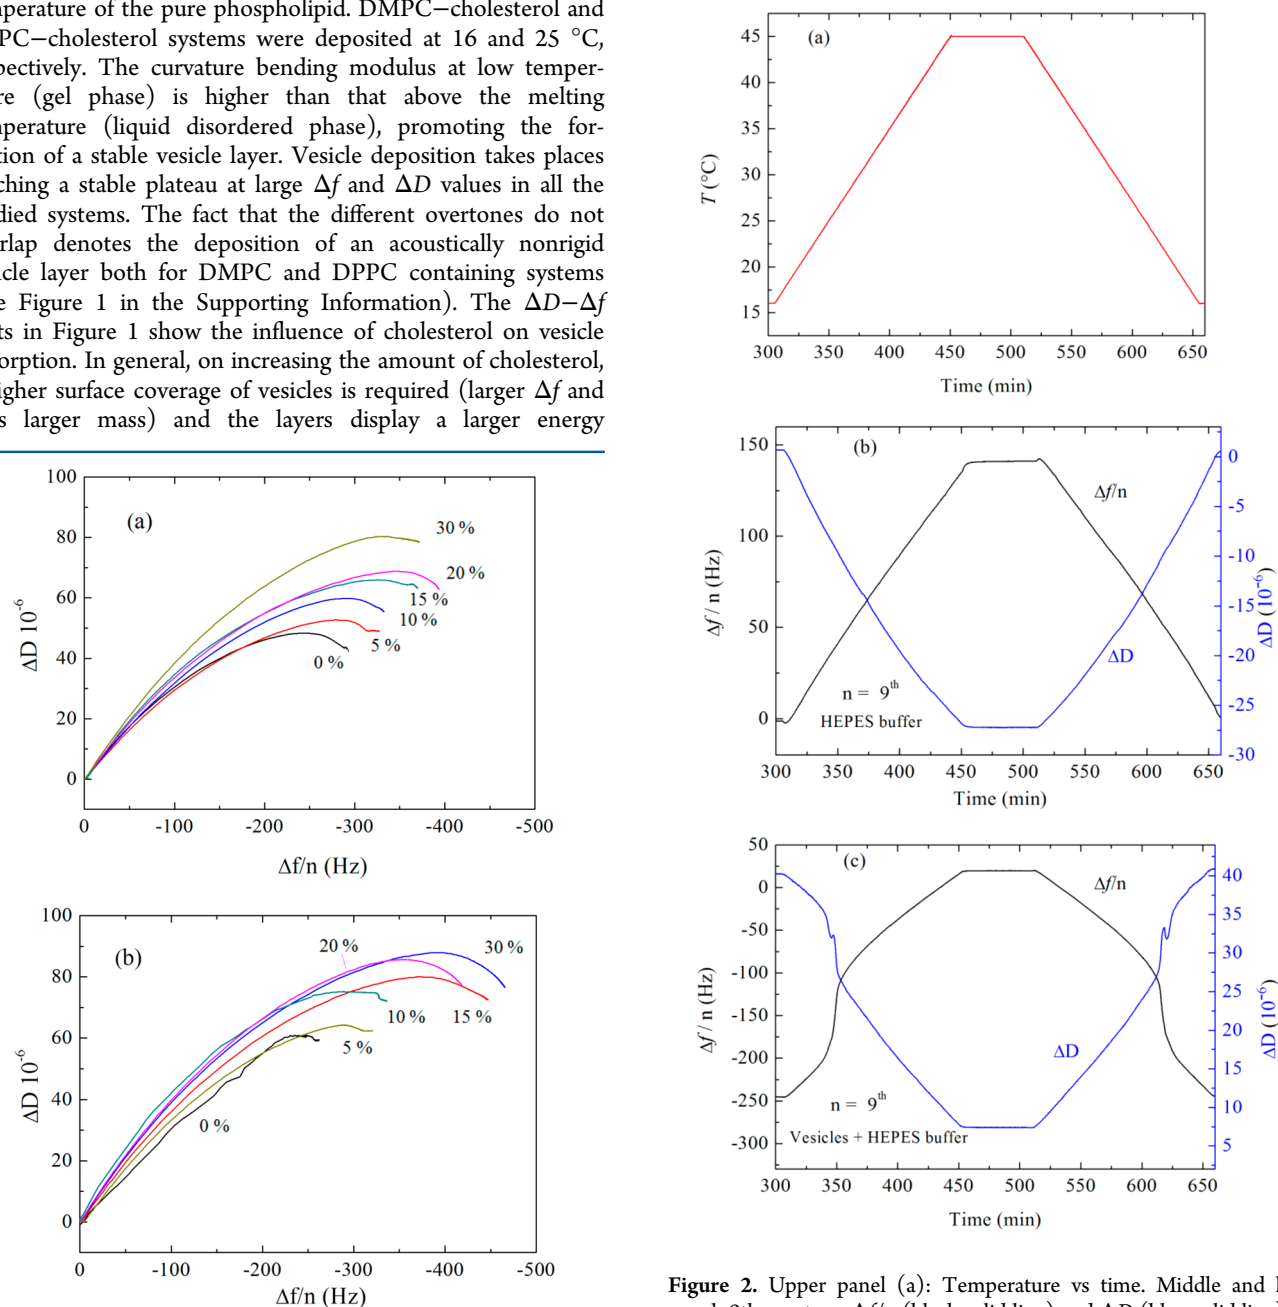 perature of the pure phospholipid. DMPC−cholesterol and
PC−cholesterol systems were deposited at 16 and 25 °C,
pectively. The curvature bending modulus at low temper-
re (gel phase) is higher than that above the melting
perature (liquid disordered phase), promoting the for-
tion of a stable vesicle layer. Vesicle deposition takes places
ching a stable plateau at large Δf and ΔD values in all the
died systems. The fact that the different overtones do not
rlap denotes the deposition of an acoustically nonrigid
icle layer both for DMPC and DPPC containing systems
e Figure 1 in the Supporting Information). The ΔD−Δf
ts in Figure 1 show the influence of cholesterol on vesicle
orption. In general, on increasing the amount of cholesterol,
igher surface coverage of vesicles is required (larger Δf and
s larger mass) and the layers display a larger energy
(a)
100
80
60
40
20
0
ΔD 10-6
30 %
20 %
15 %
10 %
5 %
0 %
0 -100 -200 -300 -400 -500
Δf/n (Hz)
(b)
100
80
60
40
20
0
ΔD 10-6
20 %
30 %
10 %
15 %
5 %
0 %
0 -100 -200 -300 -400 -500
Δf/n (Hz)
(a)
45
40
35
30
25
20
15
T (°C)
300 350 400 450 500 550 600 650
Time (min)
(b)
150
100
50
0
Δf / n (Hz)
Δf/n
ΔD
n = 9th
HEPES buffer
0
-5
-10
-15
-20
-25
-30
ΔD (10-6)
300 350 400 450 500 550 600 650
Time (min)
(c)
50
0
-50
-100
-150
-200
-250
-300
Δf / n (Hz)
Δf/n
ΔD
n = 9th
Vesicles + HEPES buffer
40
35
30
25
20
15
10
5
ΔD (10-6)
300 350 400 450 500 550 600 650
Time (min)
Figure 2. Upper panel (a): Temperature vs time. Middle and